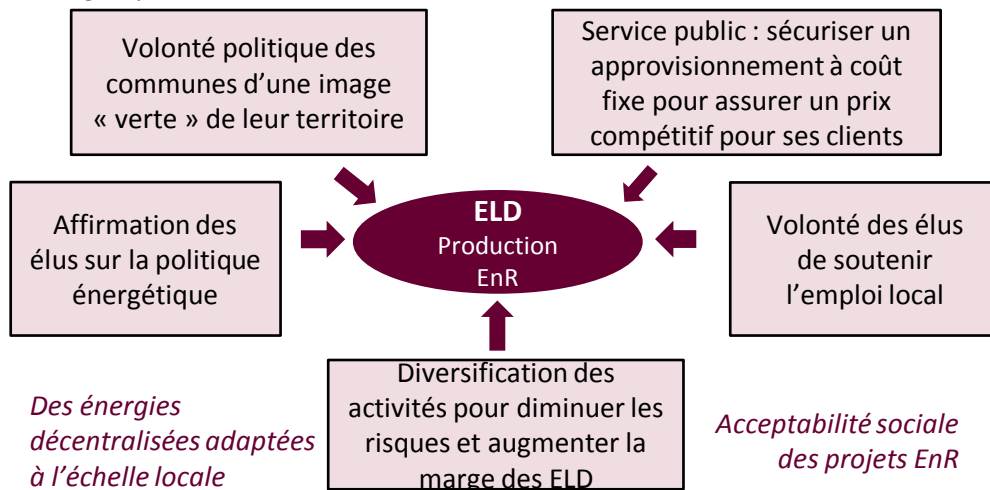 Volonté politique des
communes d’une image
« verte » de leur territoire
Service public : sécuriser un
approvisionnement à coût
fixe pour assurer un prix
compétitif pour ses clients
Affirmation des
élus sur la politique
énergétique
ELD
Production
EnR
Volonté des élus
de soutenir
l’emploi local
Diversification des
activités pour diminuer les
risques et augmenter la
marge des ELD
Des énergies
décentralisées adaptées
à l’échelle locale
Acceptabilité sociale
des projets EnR